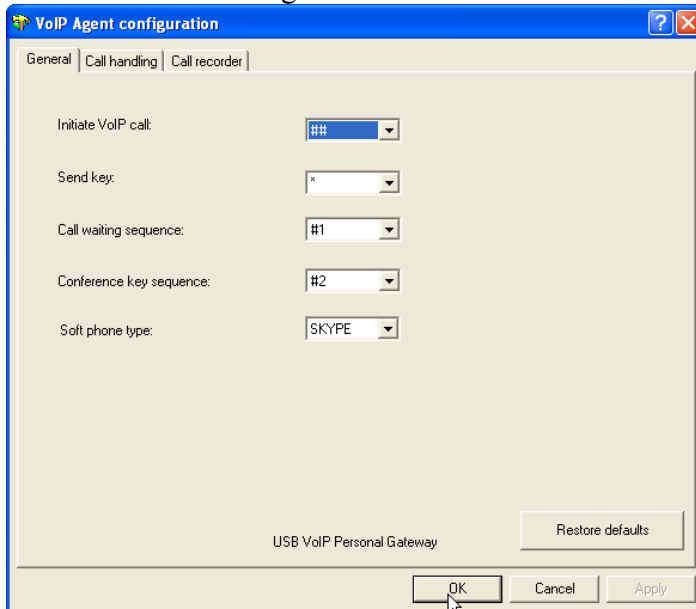 VoIP Agent configuration
General Call handling Call recorder
Initiate VoIP call: ##
Send key: *
Call waiting sequence: #1
Conference key sequence: #2
Soft phone type: SKYPE
Restore defaults
USB VoIP Personal Gateway
OK Cancel Apply